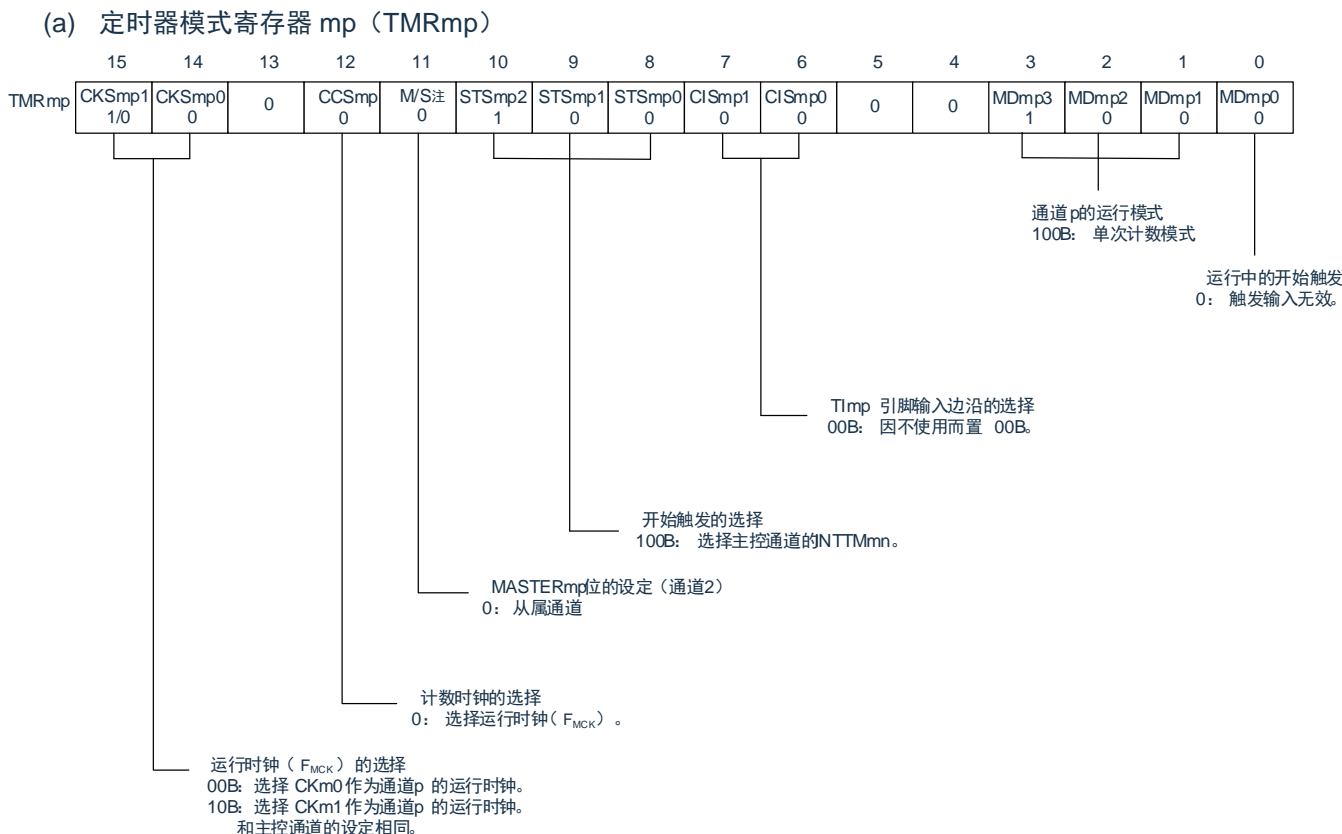 (a) 定时器模式寄存器 mp（TMRmp）
15 14 13 12 11 10 9 8 7 6 5 4 3 2 1 0
TMRmp CKSmp1 CKSmp0 0 CCSmp M/S注 STSmp2 STSmp1 STSmp0 CISmp1 CISmp0 0 0 MDmp3 MDmp2 MDmp1 MDmp0
1/0 0 0 0 1 0 0 0 0 1 0 0 0
通道p的运行模式
100B： 单次计数模式
运行中的开始触发
0： 触发输入无效。
TImp 引脚输入边沿的选择
00B： 因不使用而置 00B。
开始触发的选择
100B： 选择主控通道的INTTMmn。
MASTERmp位的设定（通道2）
0： 从属通道
计数时钟的选择
0： 选择运行时钟（FMCK）。
运行时钟（FMCK）的选择
00B：选择 CKm0作为通道p 的运行时钟。
10B：选择 CKm1作为通道p 的运行时钟。
和主控通道的设定相同。